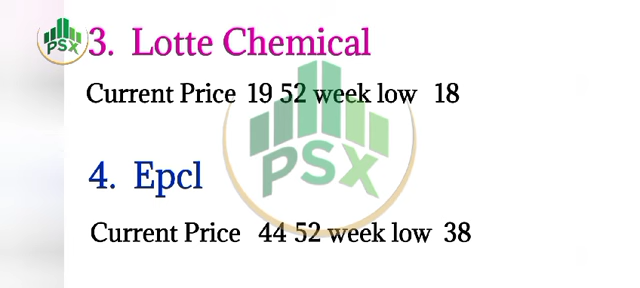 PSX
3. Lotte Chemical
Current Price 19 52 week low 18
PSX
4. Epcl
Current Price 44 52 week low 38